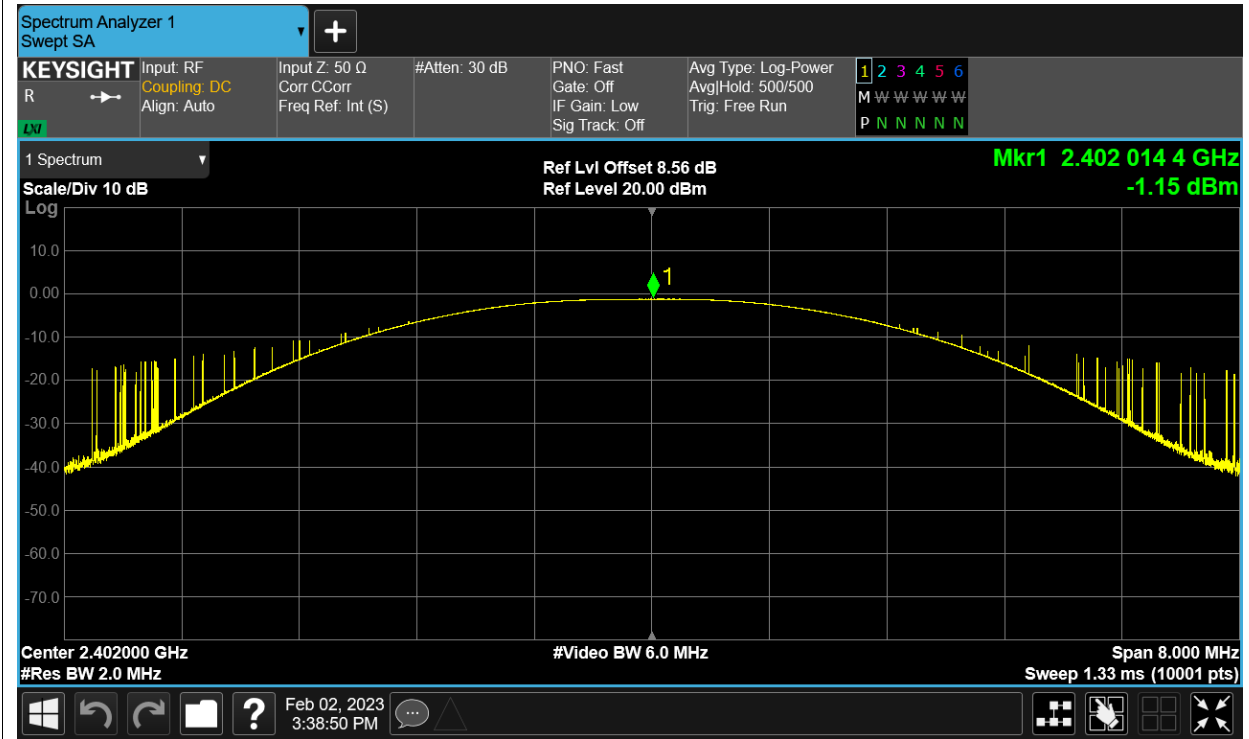 Spectrum Analyzer 1
Swept SA
+
KEYSIGHT
R
LXI
Input: RF
Coupling: DC
Align: Auto
Input Z: 50 Ω
Corr CCorr
Freq Ref: Int (S)
#Atten: 30 dB
PNO: Fast
Gate: Off
IF Gain: Low
Sig Track: Off
Avg Type: Log-Power
Avg|Hold: 500/500
Trig: Free Run
1 2 3 4 5 6
M W W W W W
P N N N N N
1 Spectrum
Scale/Div 10 dB
Log
Ref Lvl Offset 8.56 dB
Ref Level 20.00 dBm
Mkr1 2.402 014 4 GHz
-1.15 dBm
10.0
0.00
-10.0
-20.0
-30.0
-40.0
-50.0
-60.0
-70.0
1
Center 2.402000 GHz
#Res BW 2.0 MHz
#Video BW 6.0 MHz
Span 8.000 MHz
Sweep 1.33 ms (10001 pts)
?
Feb 02, 2023
3:38:50 PM